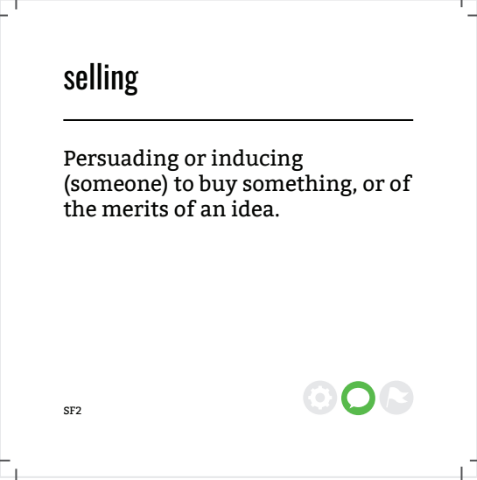 selling
Persuading or inducing
(someone) to buy something, or of
the merits of an idea.
SF2